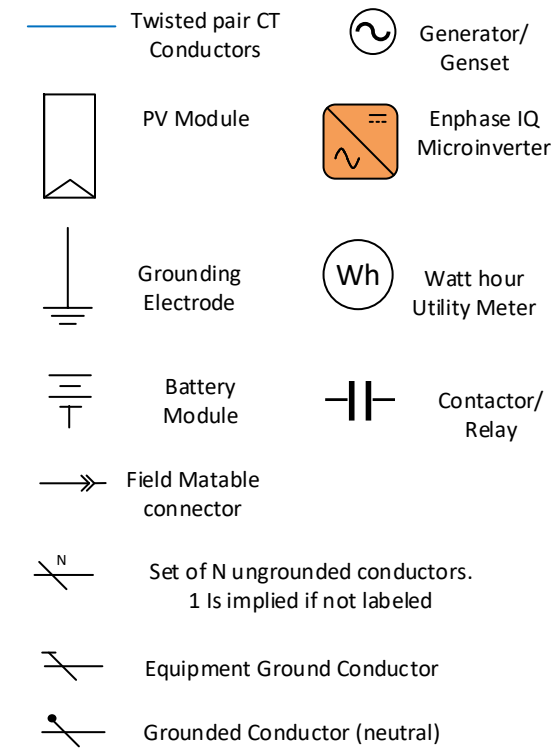 Twisted pair CT
Conductors
Generator/
Genset
PV Module
Enphase IQ
Microinverter
Grounding
Electrode
Wh
Watt hour
Utility Meter
Battery
Module
Contactor/
Relay
Field Matable
connector
N
Set of N ungrounded conductors.
1 Is implied if not labeled
Equipment Ground Conductor
Grounded Conductor (neutral)